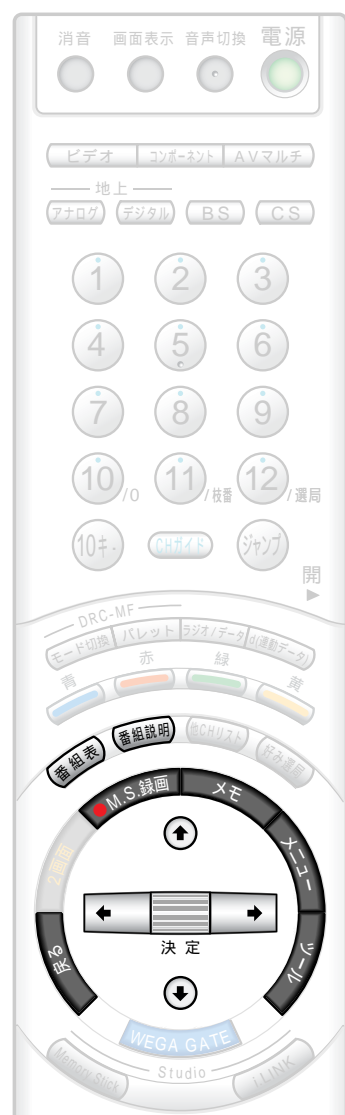 消音 画面表示 音声切換 電源
ビデオ コンポーネント AVマルチ
地上
アナログ デジタル BS CS
1 2 3
4 5 6
7 8 9
10 /0 11 /枝番 12 /選局
10キー CHガイド ジャンプ
開
DRC-MF
モード切換 パレット ラジオ/データ d(連動データ)
青 赤 緑 黄
番組表 番組説明 他CHリスト 好み選局
M.S.録画 メモ
2画面 メニュー
決定
戻る ツール
WEGA GATE
Studio
Memory Stick i.LINK